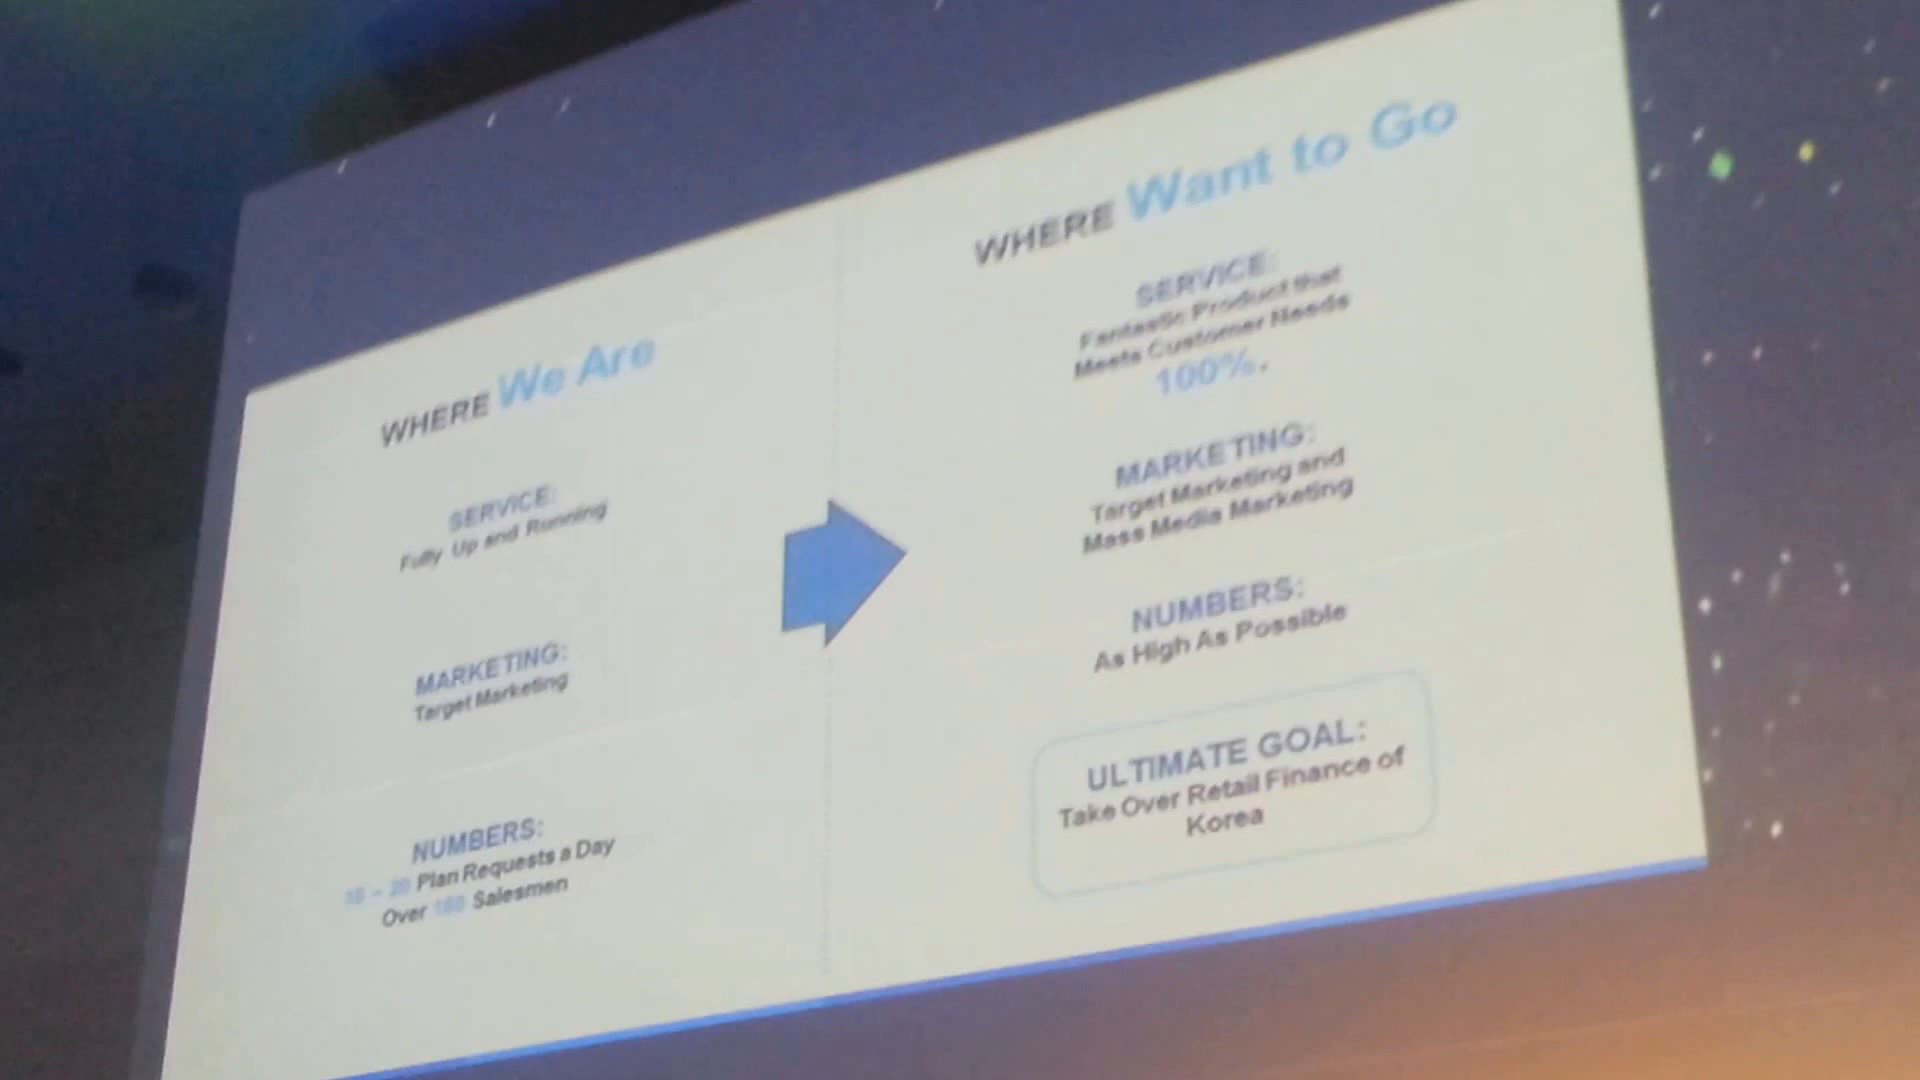 WHERE We Are
SERVICE:
Fully Up and Running
MARKETING:
Target Marketing
NUMBERS:
Plan Requests a Day
Over Salesmen
WHERE Want to Go
SERVICE:
Fantastic Product that
Meets Customer Needs
100%.
MARKETING:
Target Marketing and
Mass Media Marketing
NUMBERS:
As High As Possible
ULTIMATE GOAL:
Take Over Retail Finance of
Korea